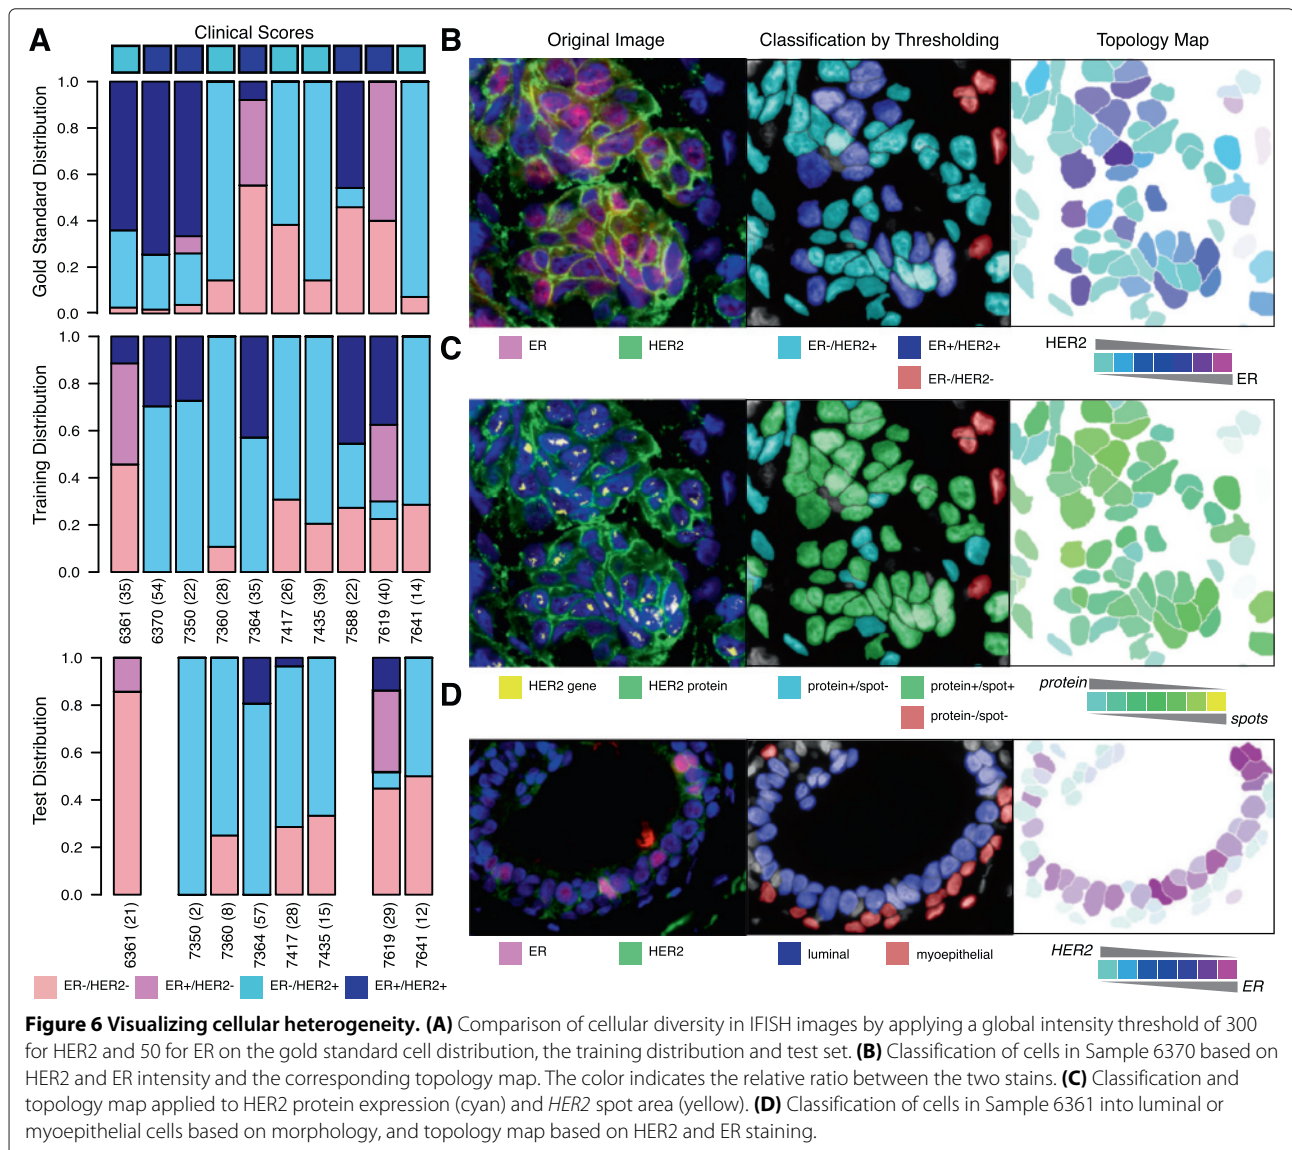 A
Clinical Scores
Gold Standard Distribution
1.0
0.8
0.6
0.4
0.2
0.0
Training Distribution
1.0
0.8
0.6
0.4
0.2
0.0
6361 (35)
6370 (54)
7350 (22)
7360 (28)
7364 (35)
7417 (26)
7435 (39)
7588 (22)
7619 (40)
7641 (14)
Test Distribution
1.0
0.8
0.6
0.4
0.2
0.0
6361 (21)
7350 (2)
7360 (8)
7364 (57)
7417 (28)
7435 (15)
7619 (29)
7641 (12)
ER-/HER2- ER+/HER2- ER-/HER2+ ER+/HER2+
B
Original Image Classification by Thresholding Topology Map
ER HER2 ER-/HER2+ ER+/HER2+
ER-/HER2-
HER2
ER
C
HER2 gene HER2 protein protein+/spot- protein+/spot+
protein-/spot-
protein
spots
D
ER HER2 luminal myoepithelial
HER2
ER
Figure 6 Visualizing cellular heterogeneity. (A) Comparison of cellular diversity in IFISH images by applying a global intensity threshold of 300
for HER2 and 50 for ER on the gold standard cell distribution, the training distribution and test set. (B) Classification of cells in Sample 6370 based on
HER2 and ER intensity and the corresponding topology map. The color indicates the relative ratio between the two stains. (C) Classification and
topology map applied to HER2 protein expression (cyan) and HER2 spot area (yellow). (D) Classification of cells in Sample 6361 into luminal or
myoepithelial cells based on morphology, and topology map based on HER2 and ER staining.